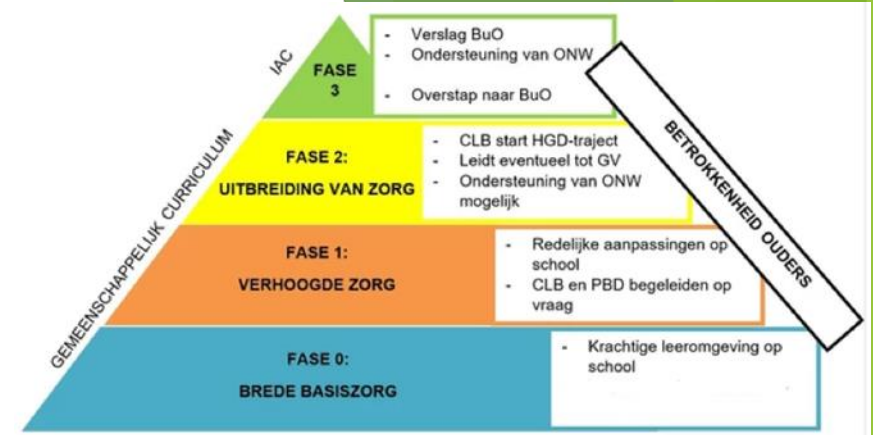 IAC
FASE
3
- Verslag BuO
- Ondersteuning van ONW
- Overstap naar BuO
BETROKKENHEID OUDERS
GEMEENSCHAPPELIJK CURRICULUM
FASE 2:
UITBREIDING VAN ZORG
- CLB start HGD-traject
- Leidt eventueel tot GV
- Ondersteuning van ONW
mogelijk
FASE 1:
VERHOOGDE ZORG
- Redelijke aanpassingen op
school
- CLB en PBD begeleiden op
vraag
FASE 0:
BREDE BASISZORG
- Krachtige leeromgeving op
school